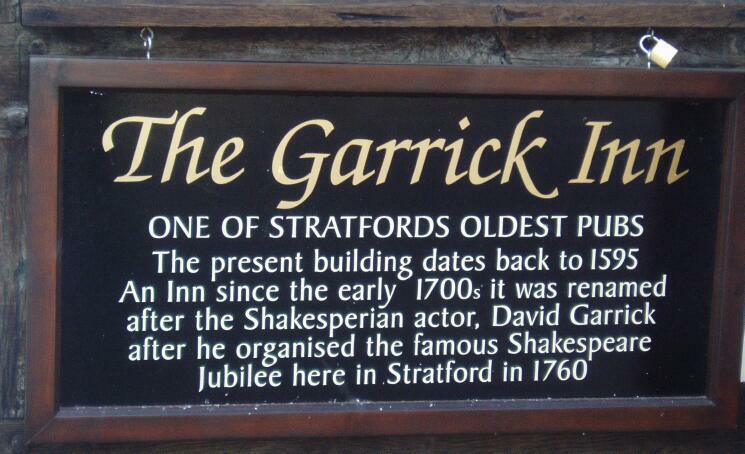 The Garrick Inn
ONE OF STRATFORDS OLDEST PUBS
The present building dates back to 1595
An Inn since the early 1700s it was renamed
after the Shakesperian actor, David Garrick
after he organised the famous Shakespeare
Jubilee here in Stratford in 1760